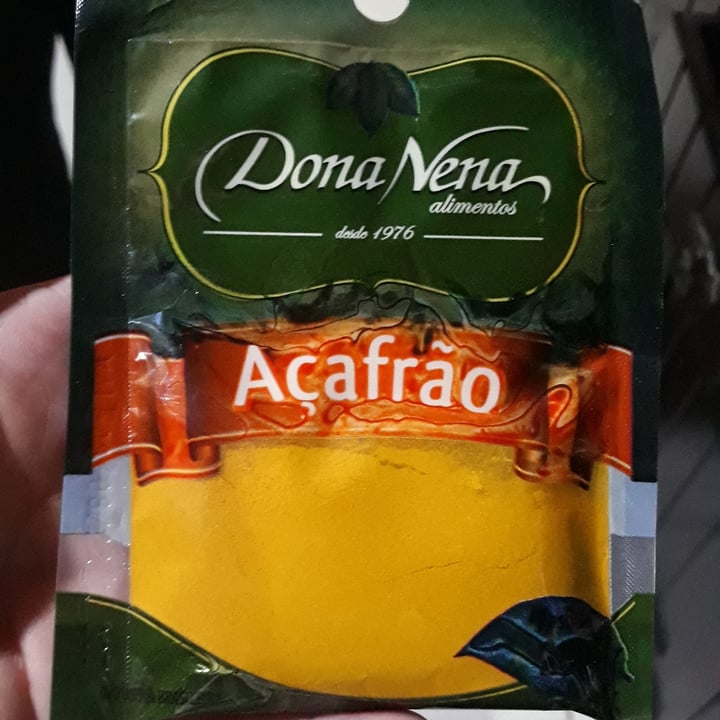 Dona Nena
alimentos
desde 1976
Açafrão